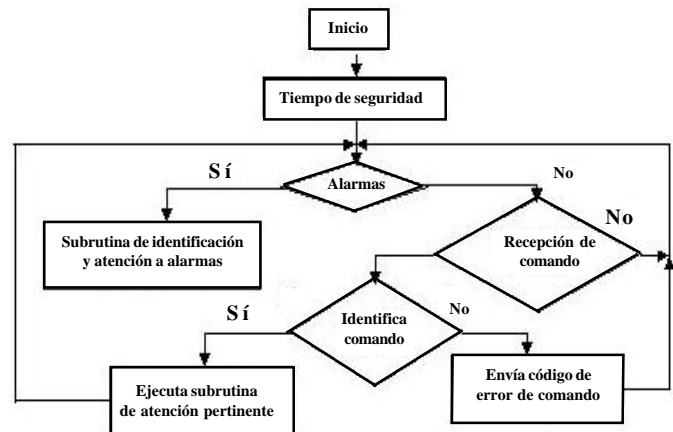 Inicio
Tiempo de seguridad
Sí
Alarmas
No
Subrutina de identificación
y atención a alarmas
Recepción de
comando
No
Sí
Identifica
comando
No
Ejecuta subrutina
de atención pertinente
Envía código de
error de comando